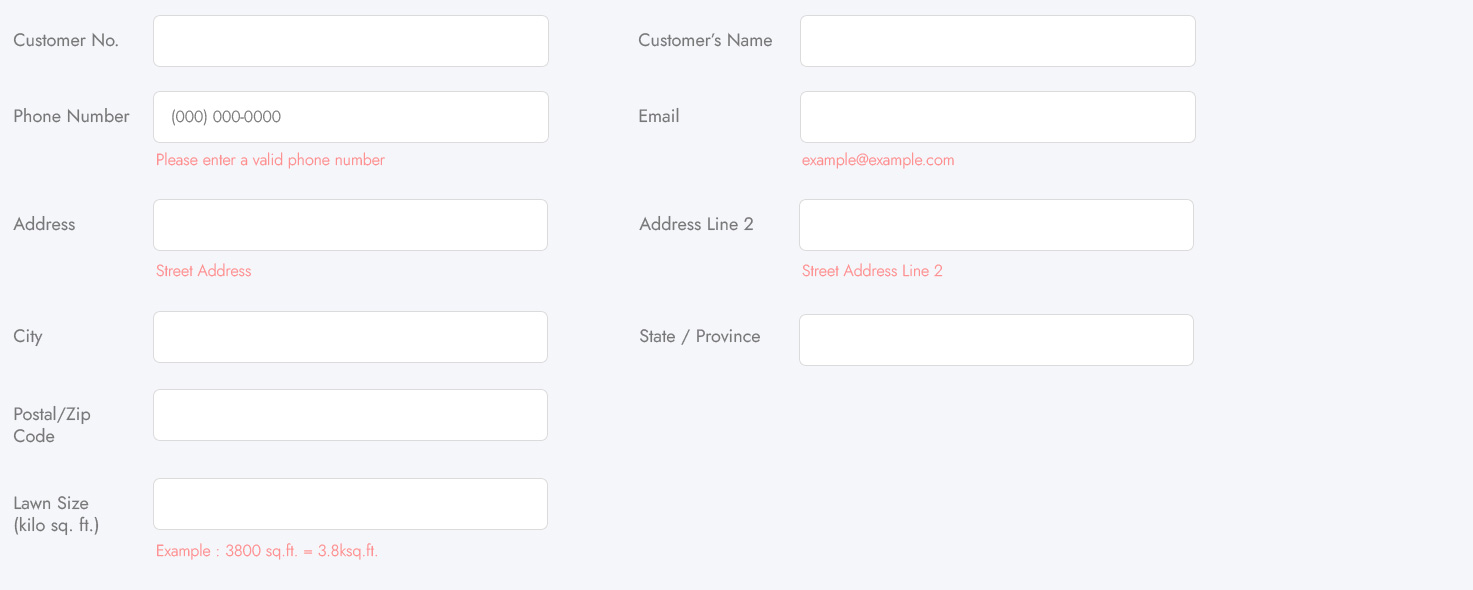 Customer No.
Customer’s Name
Phone Number
(000) 000-0000
Email
Please enter a valid phone number
example@example.com
Address
Address Line 2
Street Address
Street Address Line 2
City
State / Province
Postal/Zip
Code
Lawn Size
(kilo sq. ft.)
Example : 3800 sq.ft. = 3.8ksq.ft.